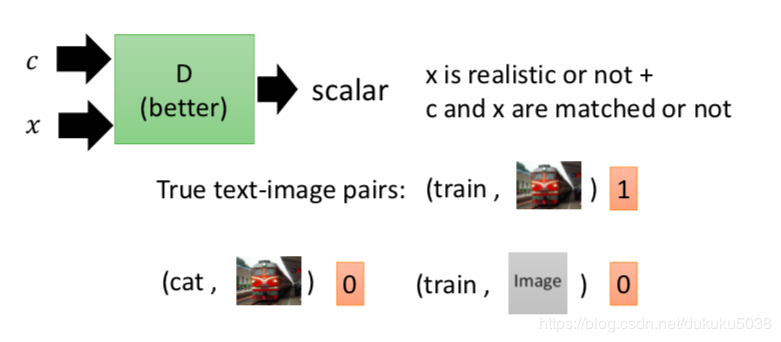 c
x
D
(better)
scalar
x is realistic or not +
c and x are matched or not
True text-image pairs: (train , ) 1
(cat , ) 0 (train , Image ) 0
https://blog.csdn.net/dukuku5038